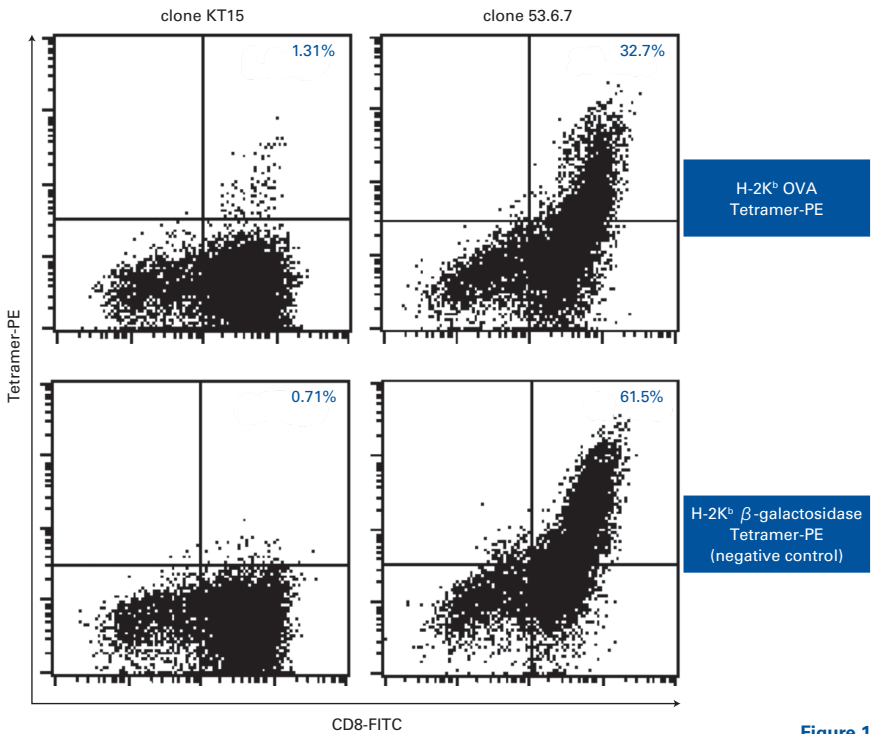 clone KT15
clone 53.6.7
1.31%
32.7%
H-2Kᵇ OVA
Tetramer-PE
Tetramer-PE
0.71%
61.5%
H-2Kᵇ β-galactosidase
Tetramer-PE
(negative control)
CD8-FITC
Figure 1